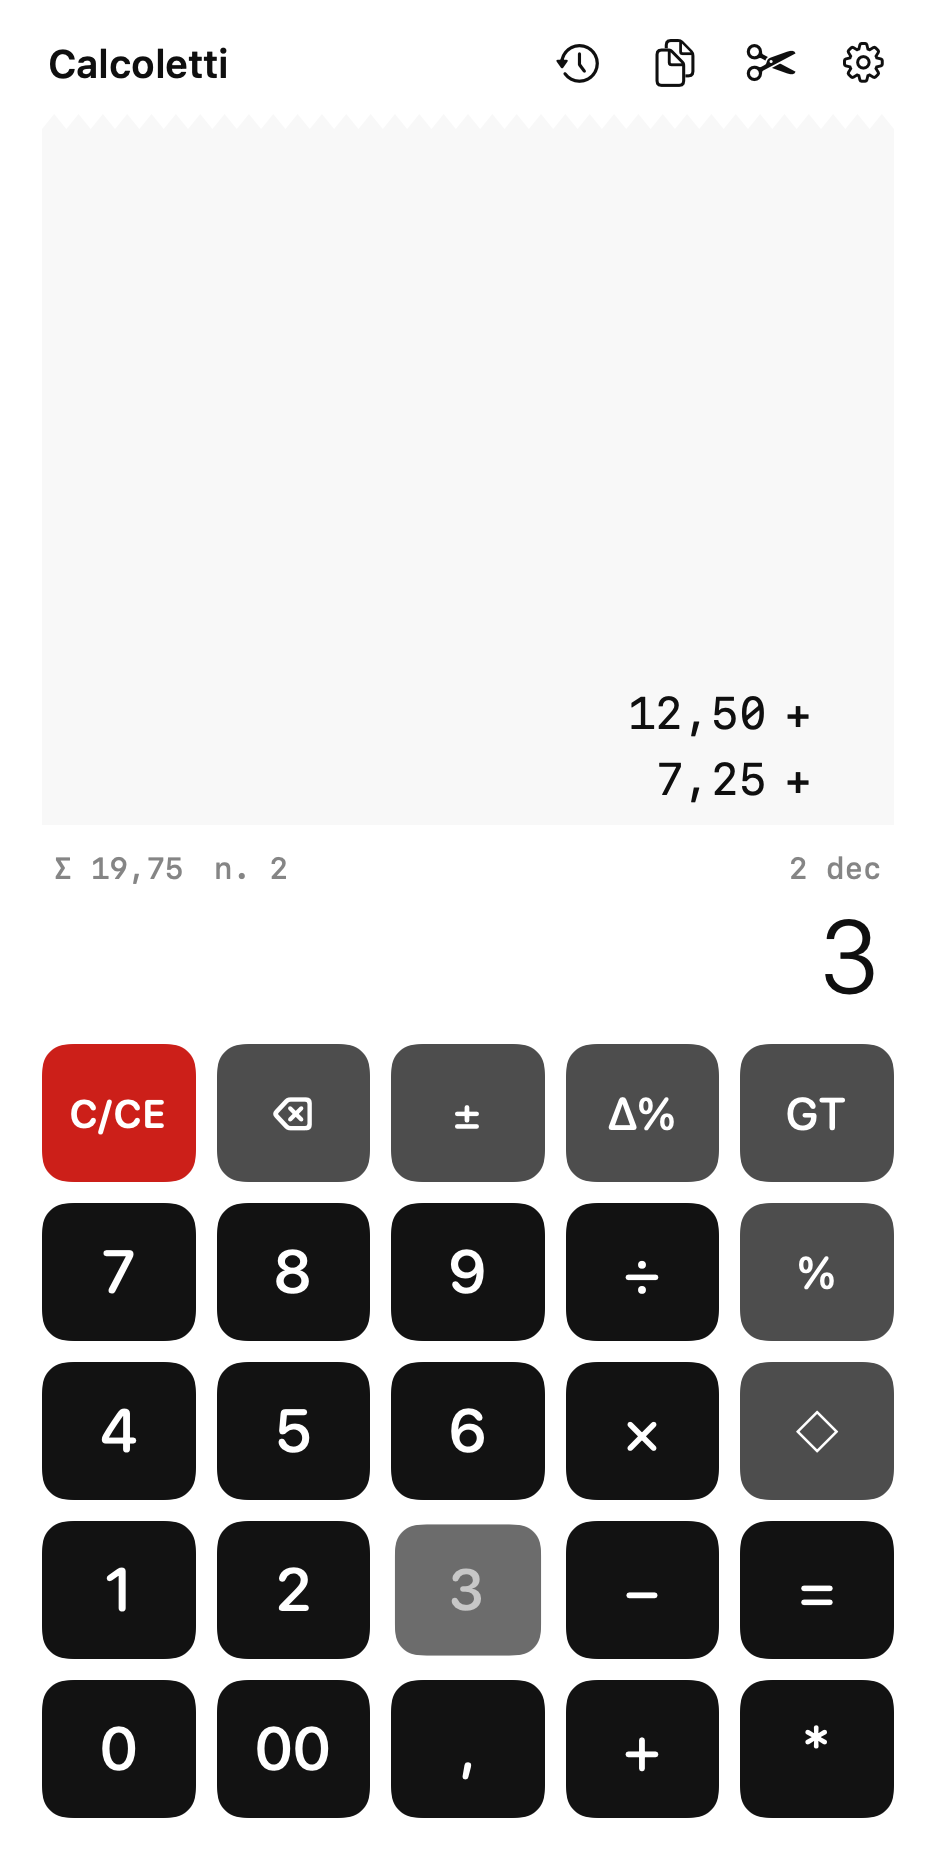 Calcoletti
12,50 +
7,25 +
Σ 19,75 n. 2 2 dec
3
C/CE ± Δ% GT
7 8 9 ÷ %
4 5 6 × ◇
1 2 3 − =
0 00 , + *